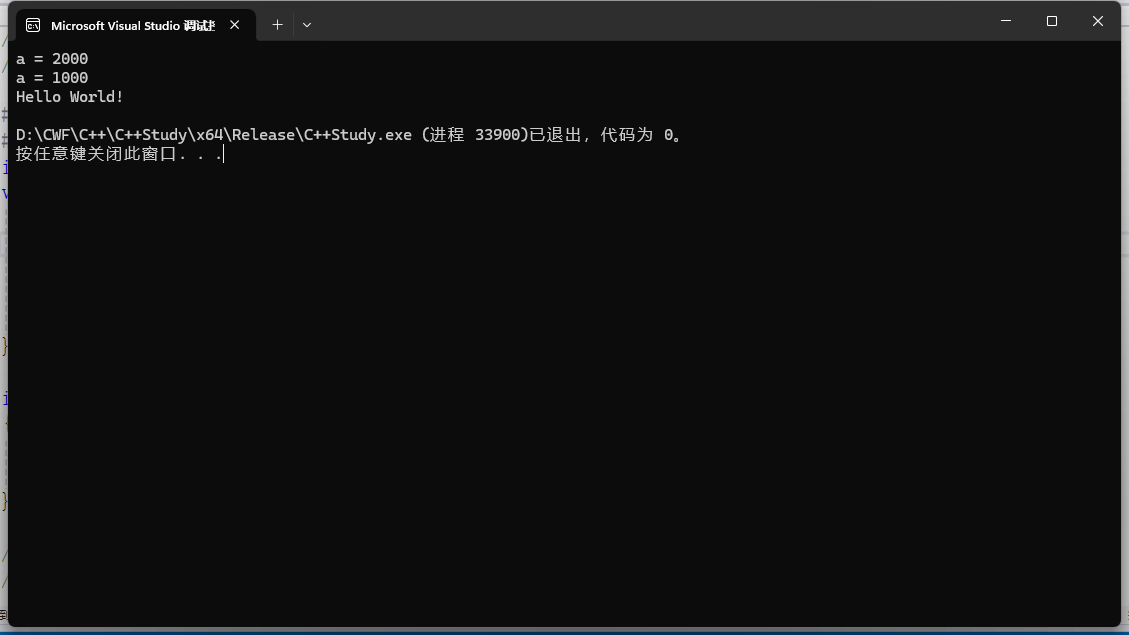 Microsoft Visual Studio 调试
a = 2000
a = 1000
Hello World!
D:\CWF\C++\C++Study\x64\Release\C++Study.exe (进程 33900)已退出，代码为 0。
按任意键关闭此窗口. . .